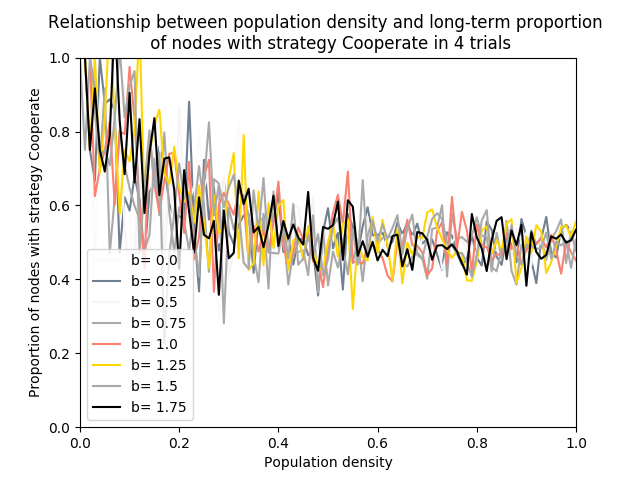 Relationship between population density and long-term proportion
of nodes with strategy Cooperate in 4 trials
Proportion of nodes with strategy Cooperate
1.0
0.8
0.6
0.4
0.2
0.0
b= 0.0
b= 0.25
b= 0.5
b= 0.75
b= 1.0
b= 1.25
b= 1.5
b= 1.75
0.0 0.2 0.4 0.6 0.8 1.0
Population density